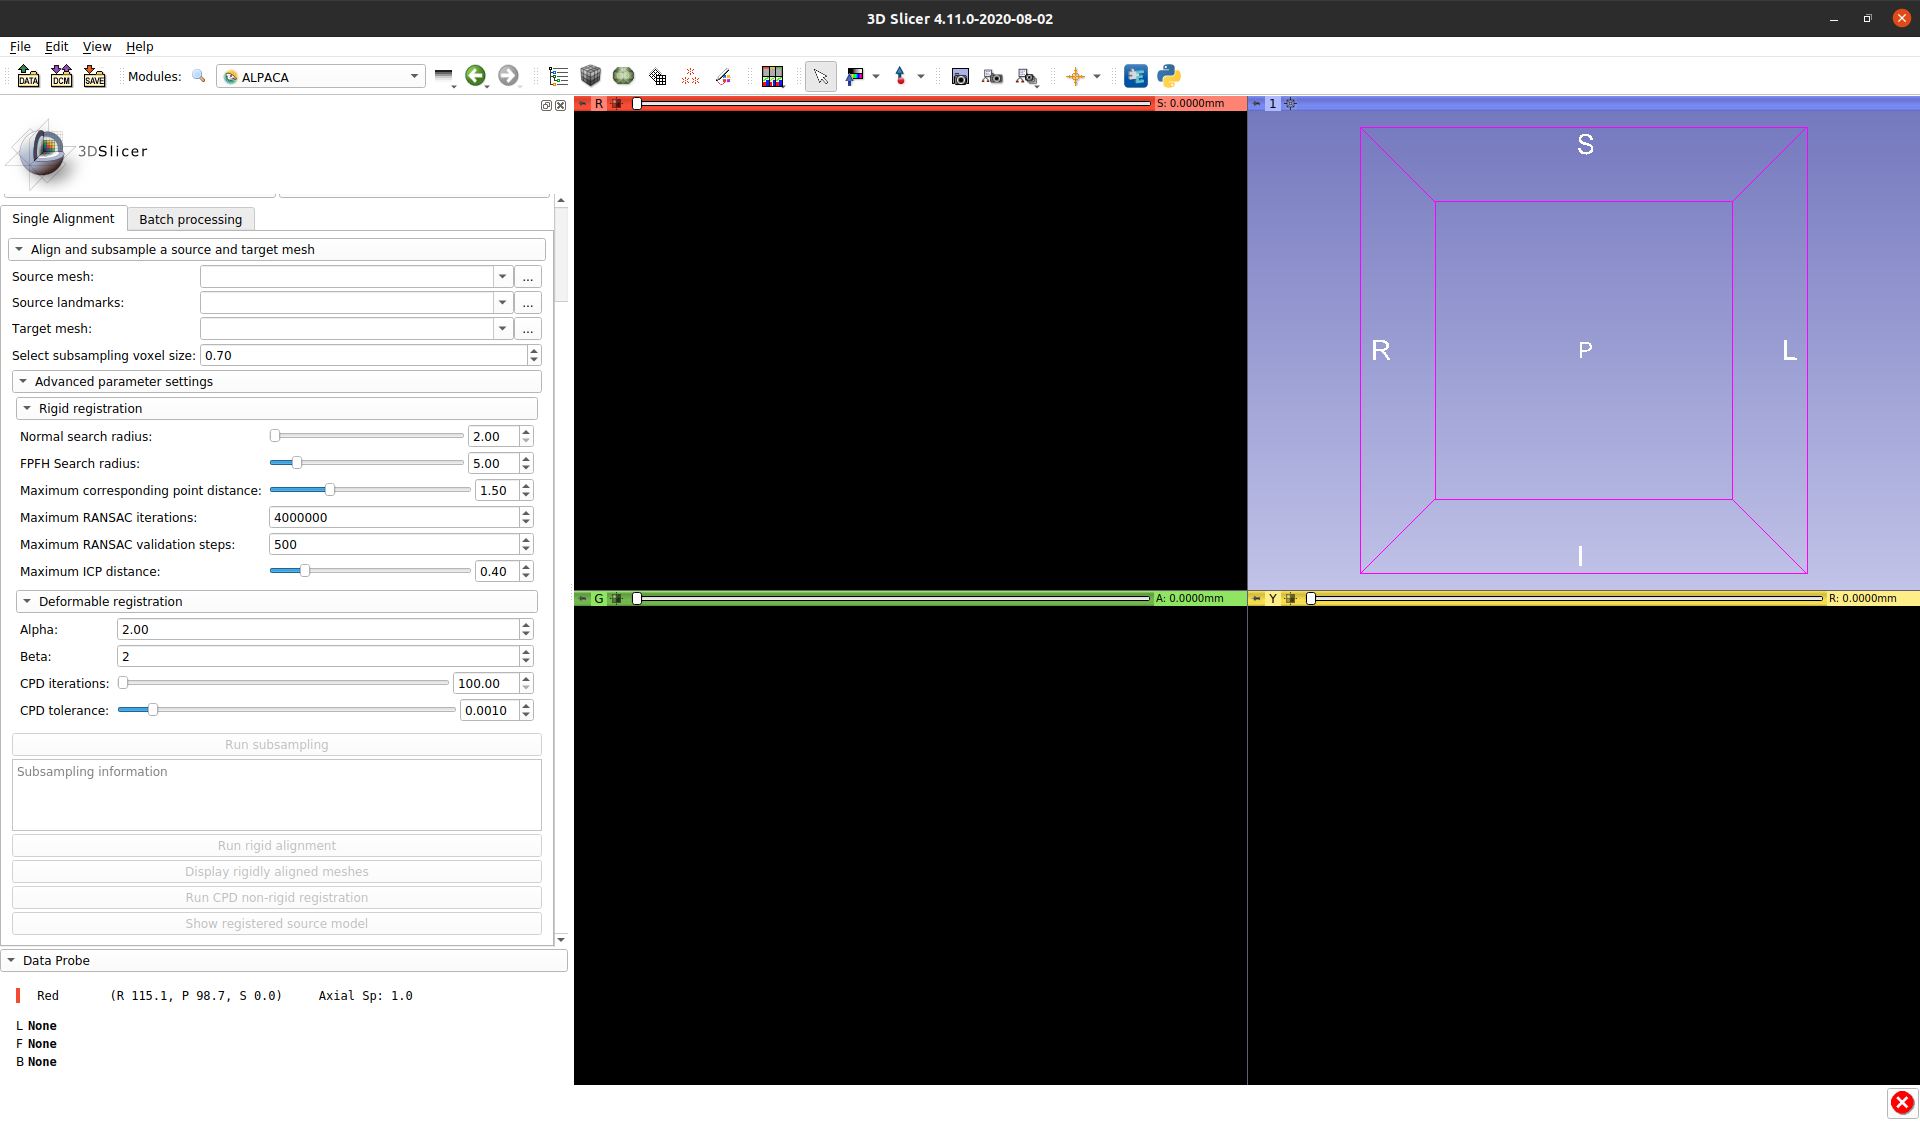 3D Slicer 4.11.0-2020-08-02
File Edit View Help
DATA DCM SAVE Modules: ALPACA
R S: 0.0000mm
1
3DSlicer
S
R P L
I
Single Alignment Batch processing
Align and subsample a source and target mesh
Source mesh: ...
Source landmarks: ...
Target mesh: ...
Select subsampling voxel size: 0.70
Advanced parameter settings
Rigid registration
Normal search radius: 2.00
FPFH Search radius: 5.00
Maximum corresponding point distance: 1.50
Maximum RANSAC iterations: 4000000
Maximum RANSAC validation steps: 500
Maximum ICP distance: 0.40
Deformable registration
Alpha: 2.00
Beta: 2
CPD iterations: 100.00
CPD tolerance: 0.0010
Run subsampling
Subsampling information
Run rigid alignment
Display rigidly aligned meshes
Run CPD non-rigid registration
Show registered source model
G A: 0.0000mm
Y R: 0.0000mm
Data Probe
Red (R 115.1, P 98.7, S 0.0) Axial Sp: 1.0
L None
F None
B None